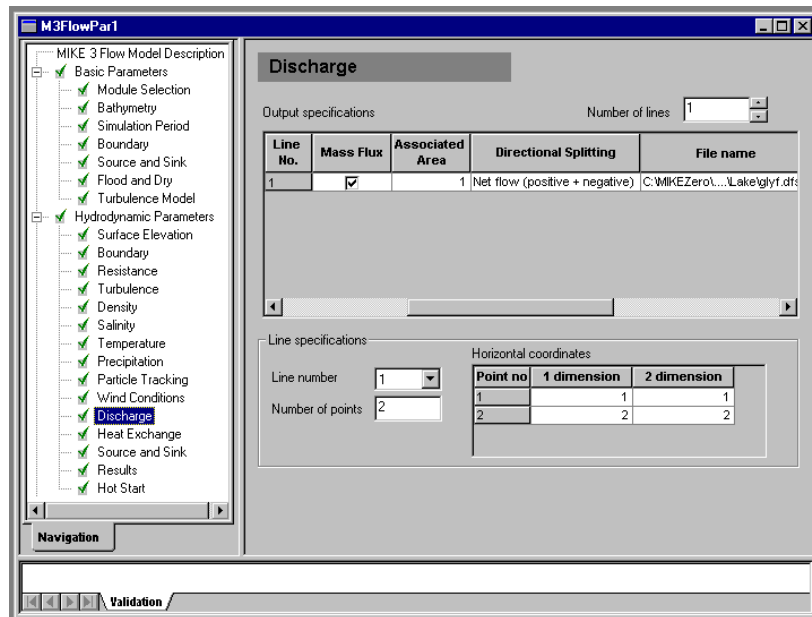 M3FlowPar1
MIKE 3 Flow Model Description
Basic Parameters
Module Selection
Bathymetry
Simulation Period
Boundary
Source and Sink
Flood and Dry
Turbulence Model
Hydrodynamic Parameters
Surface Elevation
Boundary
Resistance
Turbulence
Density
Salinity
Temperature
Precipitation
Particle Tracking
Wind Conditions
Discharge
Heat Exchange
Source and Sink
Results
Hot Start
Navigation
Discharge
Output specifications
Number of lines 1
Line No. Mass Flux Associated Area Directional Splitting File name
1 1 Net flow (positive + negative) C:\MIKEZero\....\Lake\glyf.dfs
Line specifications
Line number 1
Number of points 2
Horizontal coordinates
Point no 1 dimension 2 dimension
1 1 1
2 2 2
Validation